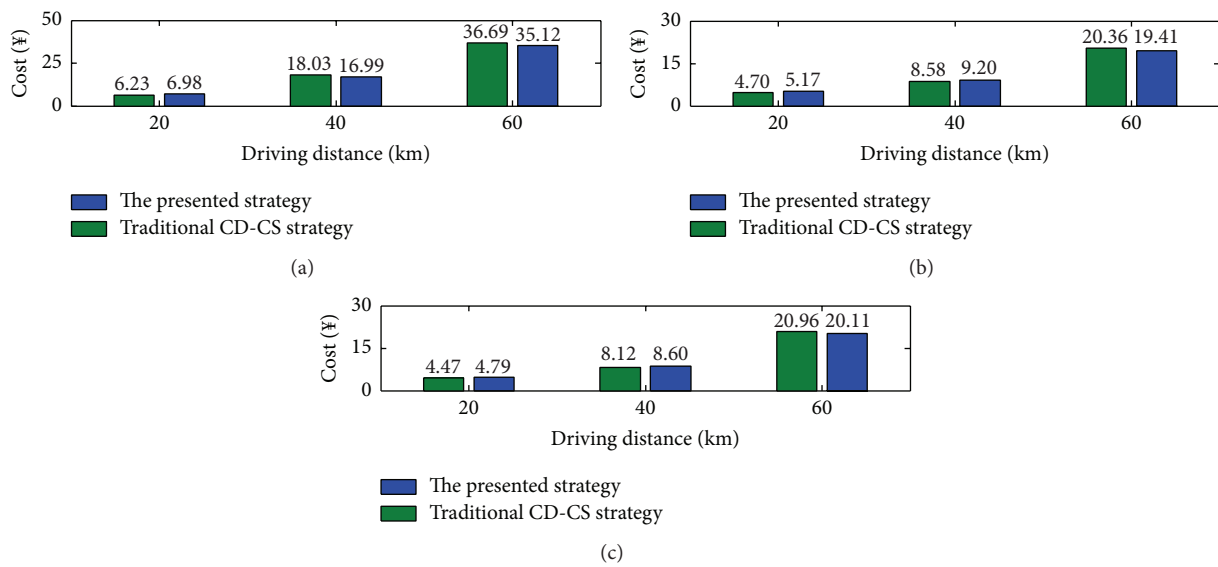 50
25
0
Cost (¥)
6.23 6.98
18.03 16.99
36.69 35.12
20 40 60
Driving distance (km)
The presented strategy
Traditional CD-CS strategy
(a)
30
15
0
Cost (¥)
4.70 5.17
8.58 9.20
20.36 19.41
20 40 60
Driving distance (km)
The presented strategy
Traditional CD-CS strategy
(b)
30
15
0
Cost (¥)
4.47 4.79
8.12 8.60
20.96 20.11
20 40 60
Driving distance (km)
The presented strategy
Traditional CD-CS strategy
(c)